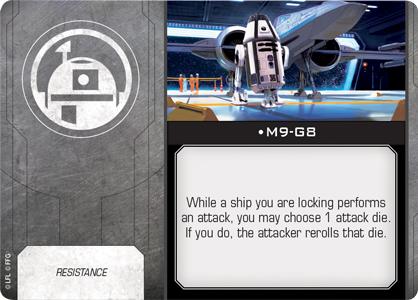 •M9-G8
While a ship you are locking performs
an attack, you may choose 1 attack die.
If you do, the attacker rerolls that die.
RESISTANCE
©LFL ©FFG